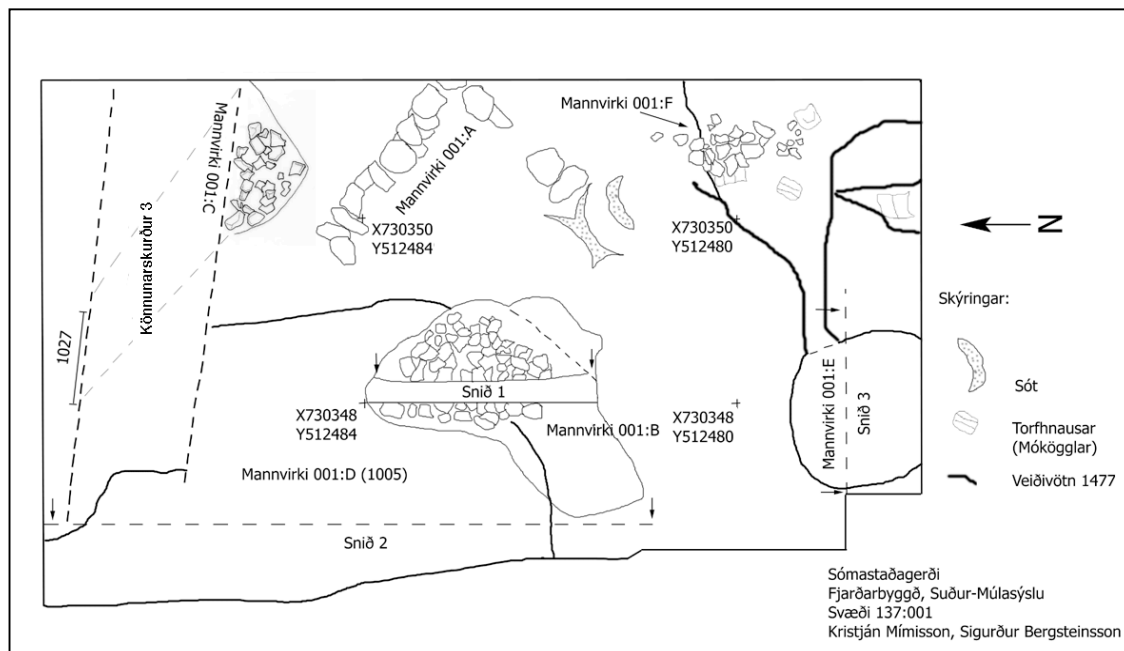 Mannvirki 001:F
Mannvirki 001:C
Mannvirki 001:A
Könnunarskurður 3
1027
X730350
Y512484
X730350
Y512480
N
Skýringar:
Sót
Torfhnausar
(Mókögglar)
Veiðivötn 1477
Snið 1
X730348
Y512484
Mannvirki 001:B
X730348
Y512480
Mannvirki 001:E
Snið 3
Mannvirki 001:D (1005)
Snið 2
Sómastaðagerði
Fjarðarbyggð, Suður-Múlasýslu
Svæði 137:001
Kristján Mímisson, Sigurður Bergsteinsson